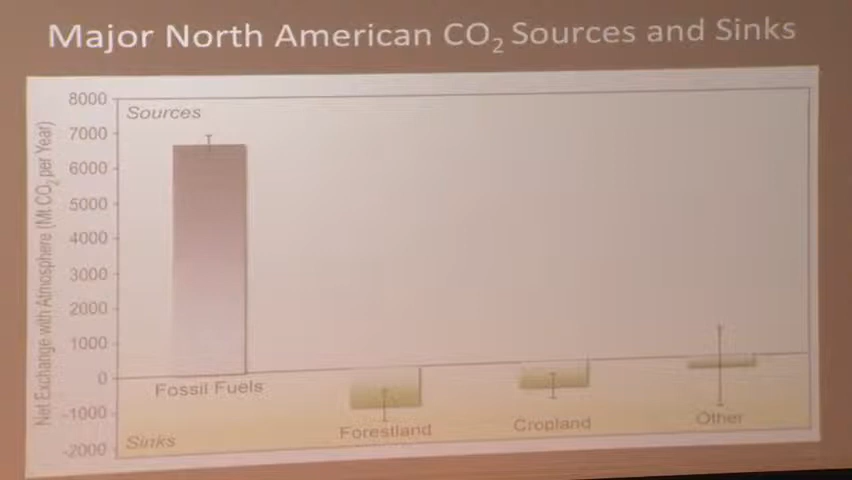 Major North American CO₂ Sources and Sinks
Net Exchange with Atmosphere (Mt CO₂ per Year)
8000
7000
6000
5000
4000
3000
2000
1000
0
-1000
-2000
Sources
Fossil Fuels
Forestland
Cropland
Other
Sinks